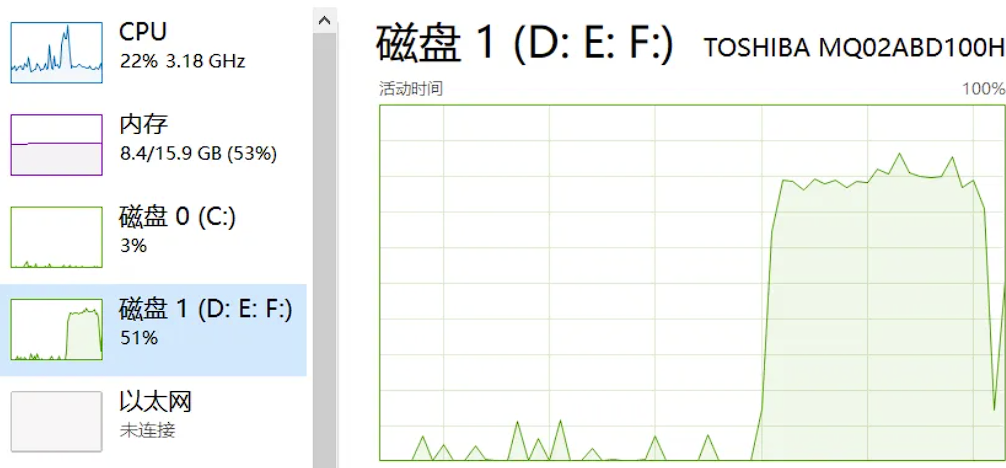 CPU
22% 3.18 GHz
内存
8.4/15.9 GB (53%)
磁盘 0 (C:)
3%
磁盘 1 (D: E: F:)
51%
以太网
未连接
磁盘 1 (D: E: F:)
TOSHIBA MQ02ABD100H
活动时间
100%